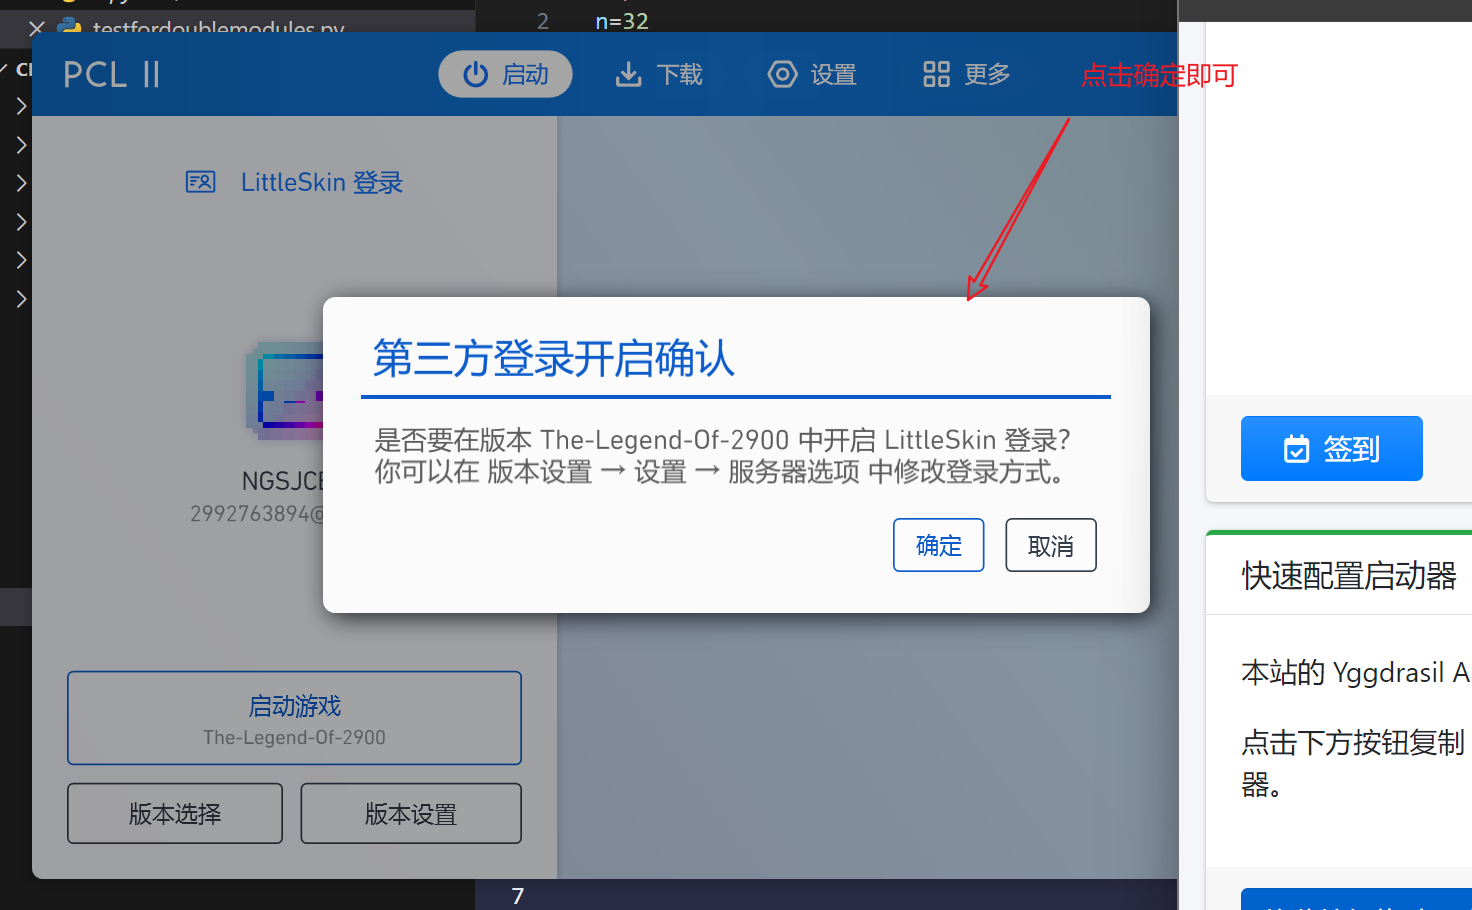 testfordoublemodules.py
2 n=32
PCL II
启动
下载
设置
更多
点击确定即可
LittleSkin 登录
第三方登录开启确认
是否要在版本 The-Legend-Of-2900 中开启 LittleSkin 登录?
你可以在 版本设置 → 设置 → 服务器选项 中修改登录方式。
确定
取消
NGSJCE
2992763894@
启动游戏
The-Legend-Of-2900
版本选择
版本设置
7
签到
快速配置启动器
本站的 Yggdrasil A
点击下方按钮复制
器。